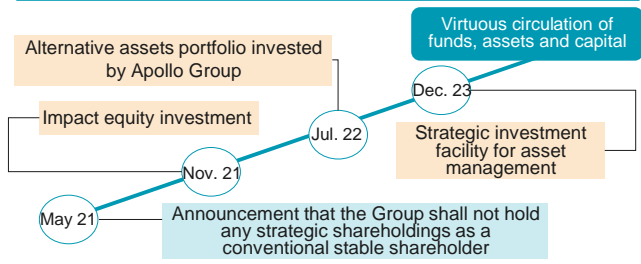 Virtuous circulation of
funds, assets and capital
Alternative assets portfolio invested
by Apollo Group
Dec. 23
Impact equity investment
Jul. 22
Strategic investment
facility for asset
management
Nov. 21
May 21
Announcement that the Group shall not hold
any strategic shareholdings as a
conventional stable shareholder